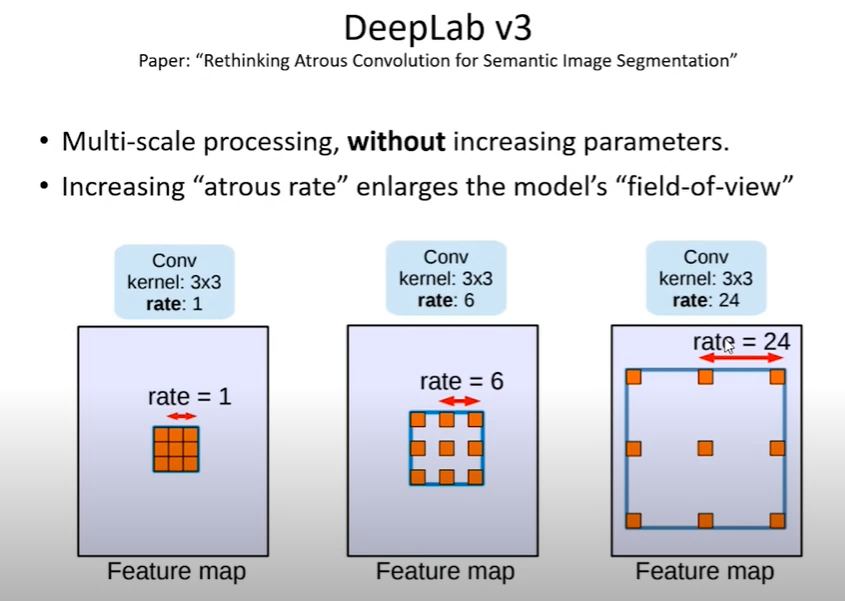 DeepLab v3
Paper: “Rethinking Atrous Convolution for Semantic Image Segmentation”
• Multi-scale processing, without increasing parameters.
• Increasing “atrous rate” enlarges the model’s “field-of-view”
Conv
kernel: 3x3
rate: 1
rate = 1
Feature map
Conv
kernel: 3x3
rate: 6
rate = 6
Feature map
Conv
kernel: 3x3
rate: 24
rate = 24
Feature map